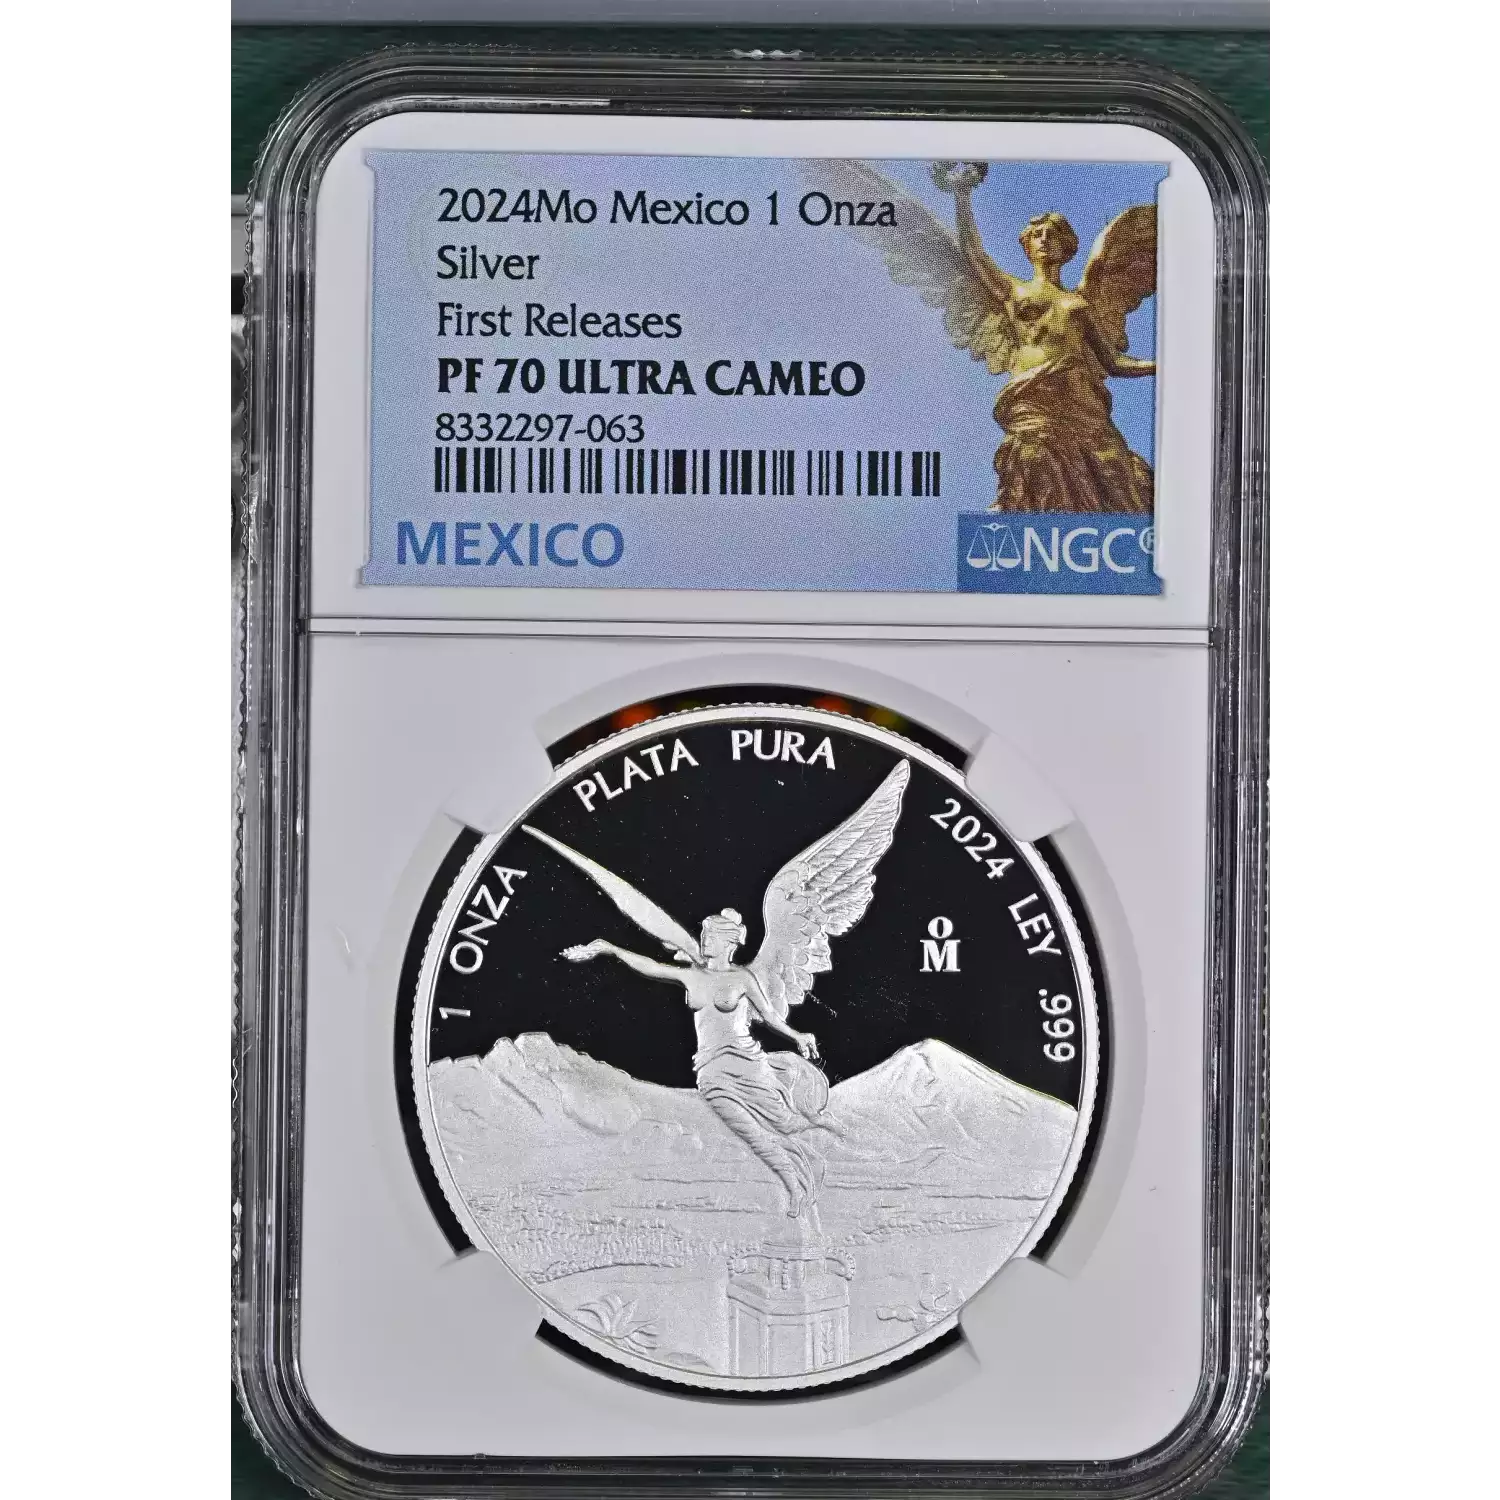 2024Mo Mexico 1 Onza
Silver
First Releases
PF 70 ULTRA CAMEO
8332297-063
MEXICO
NGC®
1 ONZA PLATA PURA 2024 LEY .999
oM